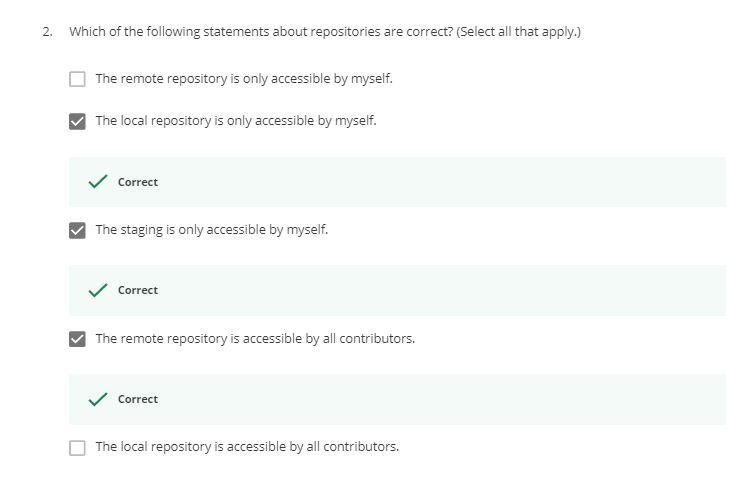 2. Which of the following statements about repositories are correct? (Select all that apply.)
The remote repository is only accessible by myself.
The local repository is only accessible by myself.
Correct
The staging is only accessible by myself.
Correct
The remote repository is accessible by all contributors.
Correct
The local repository is accessible by all contributors.